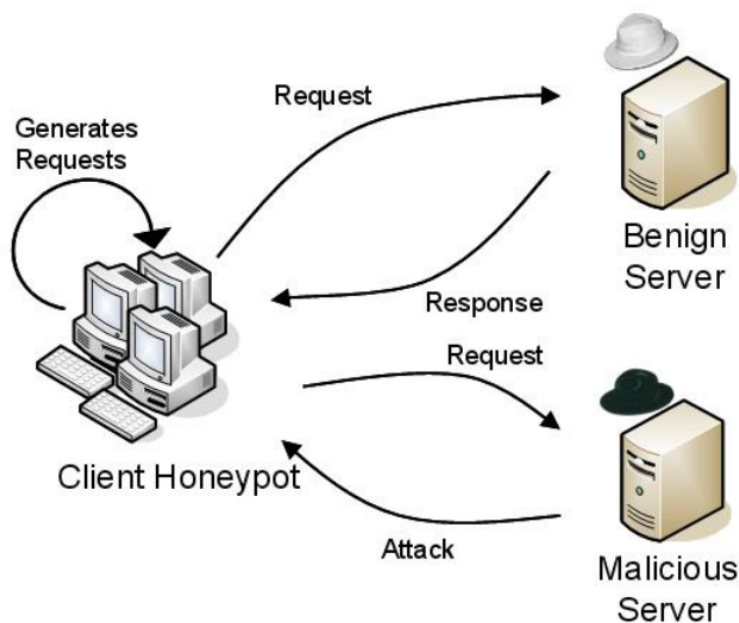 Request
Generates
Requests
Benign
Server
Response
Request
Client Honeypot
Attack
Malicious
Server